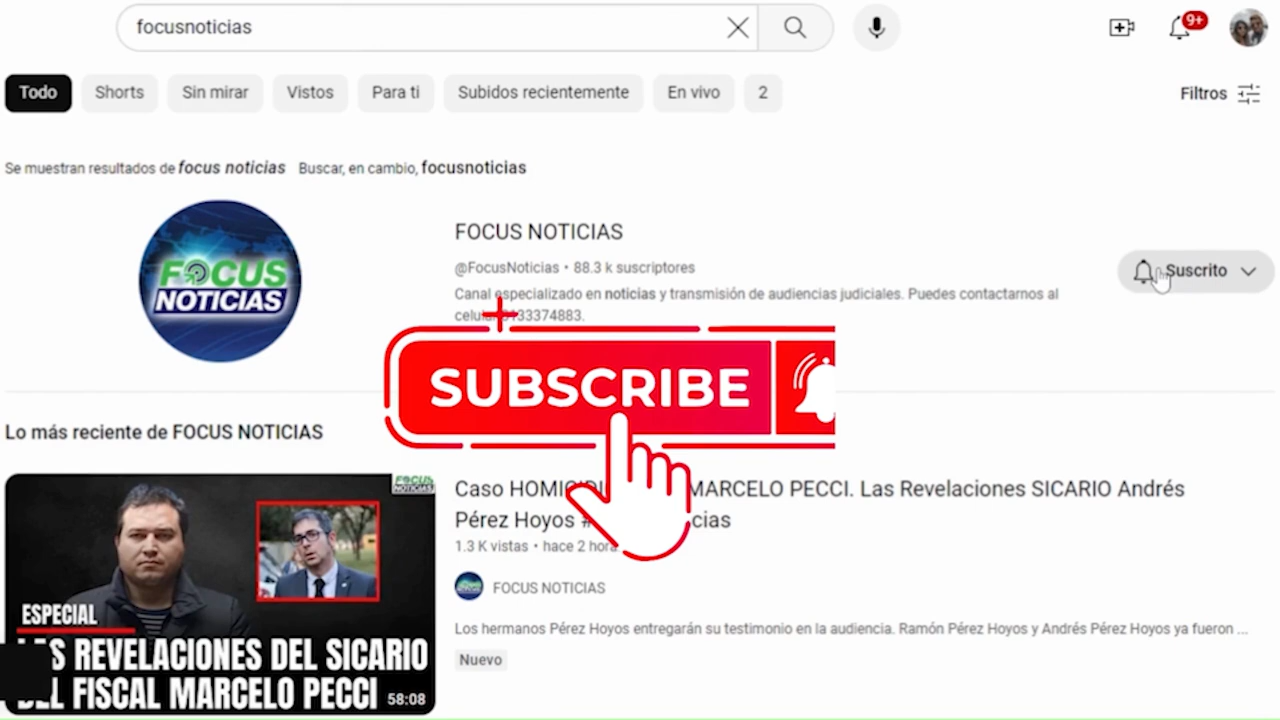 focusnoticias
9+
Todo
Shorts
Sin mirar
Vistos
Para ti
Subidos recientemente
En vivo
2
Filtros
Se muestran resultados de focus noticias Buscar, en cambio, focusnoticias
FOCUS
NOTICIAS
FOCUS NOTICIAS
@FocusNoticias • 88.3 k suscriptores
Canal especializado en noticias y transmisión de audiencias judiciales. Puedes contactarnos al
133374883.
Suscrito
SUBSCRIBE
Lo más reciente de FOCUS NOTICIAS
FOCUS
NOTICIAS
ESPECIAL
REVELACIONES DEL SICARIO
FISCAL MARCELO PECCI
58:08
Caso MARCELO PECCI. Las Revelaciones SICARIO Andrés
Pérez Hoyos
1.3 K vistas • hace 2
FOCUS NOTICIAS
Los hermanos Pérez Hoyos entregarán su testimonio en la audiencia. Ramón Pérez Hoyos y Andrés Pérez Hoyos ya fueron ...
Nuevo